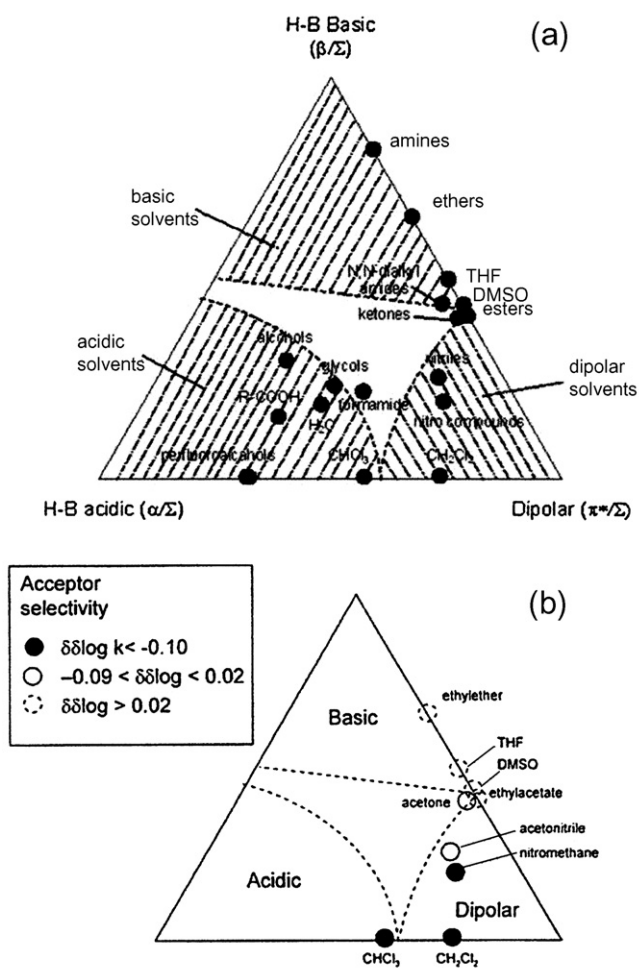 H-B Basic
(β/Σ)
(a)
amines
basic
solvents
ethers
THF
N'N-dialkyl
amides
DMSO
esters
ketones
acidic
solvents
alcohols
glycols
nitriles
dipolar
solvents
R-COOH
formamide
H₂O
nitro compounds
perfluoroalcohols
CHCl₃
CH₂Cl₂
H-B acidic (α/Σ)
Dipolar (π*/Σ)
(b)
Acceptor
selectivity
δδlog k< -0.10
−0.09 < δδlog < 0.02
δδlog > 0.02
ethylether
Basic
THF
DMSO
ethylacetate
acetone
acetonitrile
nitromethane
Acidic
Dipolar
CHCl₃
CH₂Cl₂